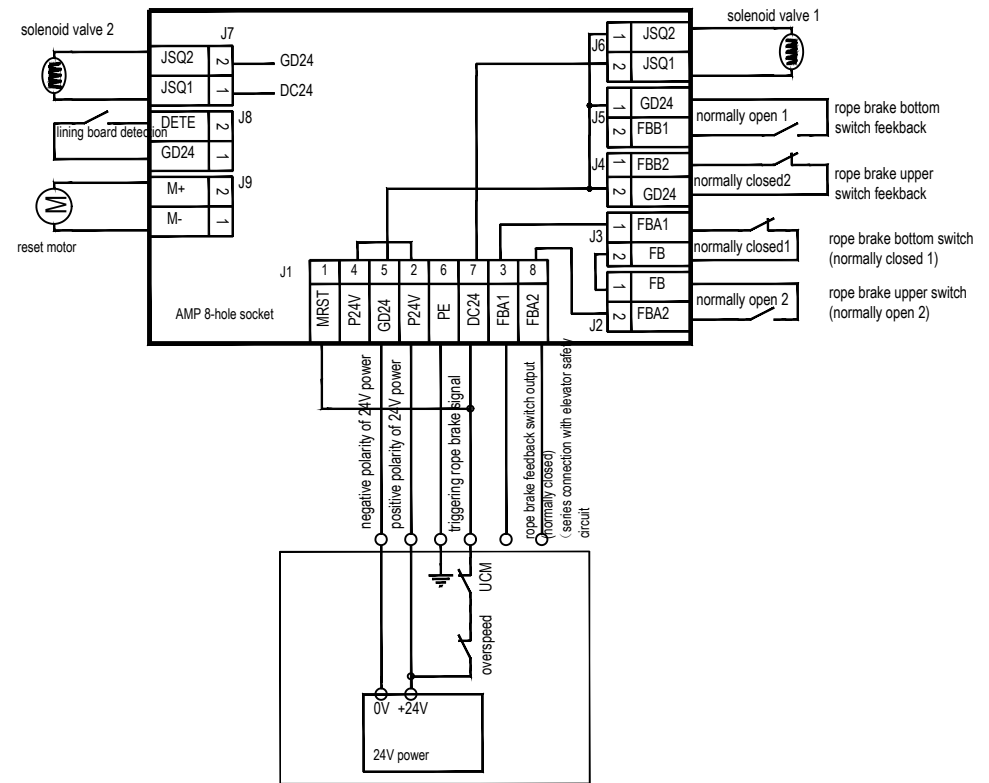 solenoid valve 2
J7
JSQ2 2 GD24
JSQ1 1 DC24
DETE 2 J8
lining board detection
GD24 1
M+ 2 J9
M
M- 1
reset motor
solenoid valve 1
J6 1 JSQ2
2 JSQ1
1 GD24
J5 normally open 1
2 FBB1
rope brake bottom
switch feekback
J4 1 FBB2
normally closed2
2 GD24
rope brake upper
switch feekback
1 FBA1
J3 normally closed1
2 FB
rope brake bottom switch
(normally closed 1)
1 FB
normally open 2
J2 2 FBA2
rope brake upper switch
(normally open 2)
J1 1 4 5 2 6 7 3 8
AMP 8-hole socket
MRST
P24V
GD24
P24V
PE
DC24
FBA1
FBA2
negative polarity of 24V power
positive polarity of 24V power
triggering rope brake signal
rope brake feedback switch output
(normally closed)
（series connection with elevator safety
circuit
UCM
overspeed
0V +24V
24V power